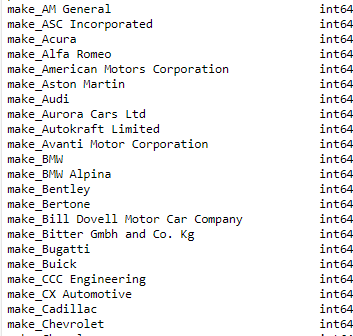 make_AM General int64
make_ASC Incorporated int64
make_Acura int64
make_Alfa Romeo int64
make_American Motors Corporation int64
make_Aston Martin int64
make_Audi int64
make_Aurora Cars Ltd int64
make_Autokraft Limited int64
make_Avanti Motor Corporation int64
make_BMW int64
make_BMW Alpina int64
make_Bentley int64
make_Bertone int64
make_Bill Dovell Motor Car Company int64
make_Bitter Gmbh and Co. Kg int64
make_Bugatti int64
make_Buick int64
make_CCC Engineering int64
make_CX Automotive int64
make_Cadillac int64
make_Chevrolet int64